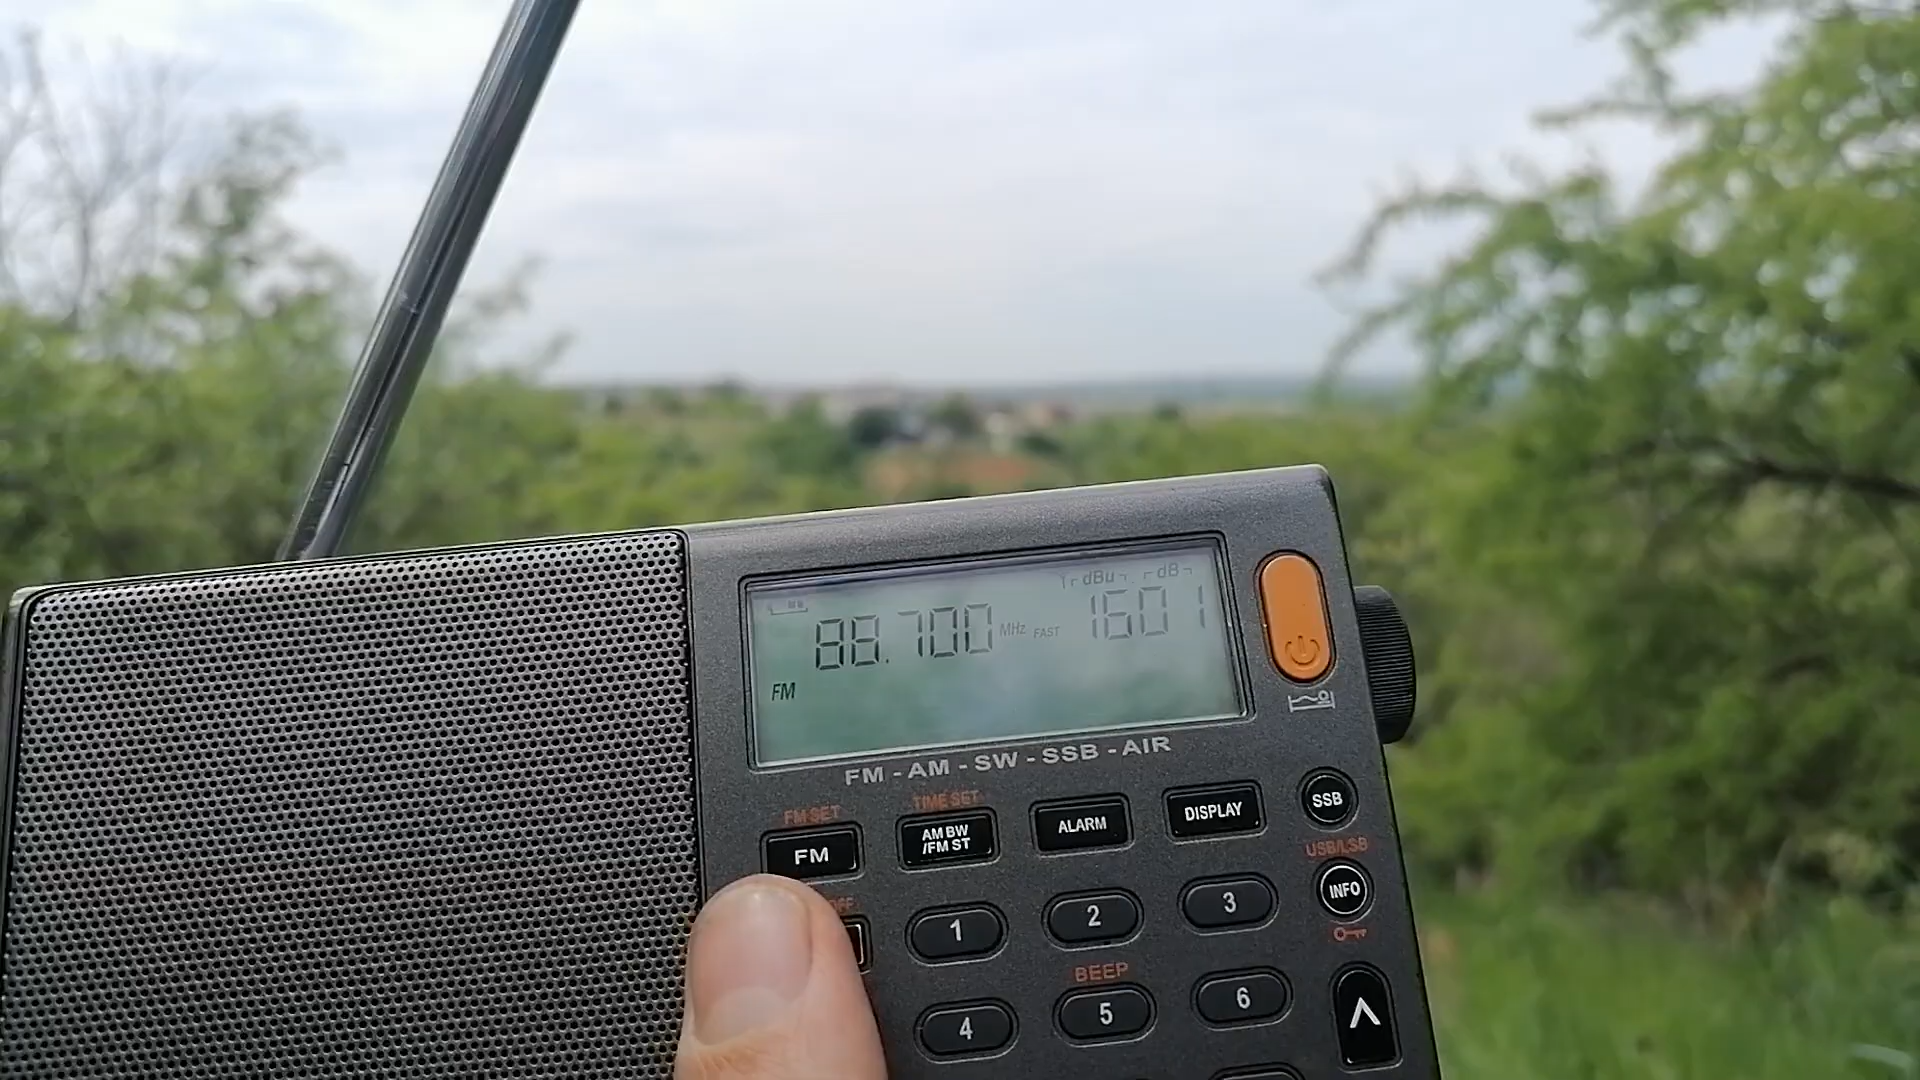 dBu dB
88.700 MHz FAST 1601
FM
FM - AM - SW - SSB - AIR
FM SET TIME SET
FM AM BW /FM ST ALARM DISPLAY SSB
USB/LSB
INFO
OFF
1 2 3
BEEP
4 5 6